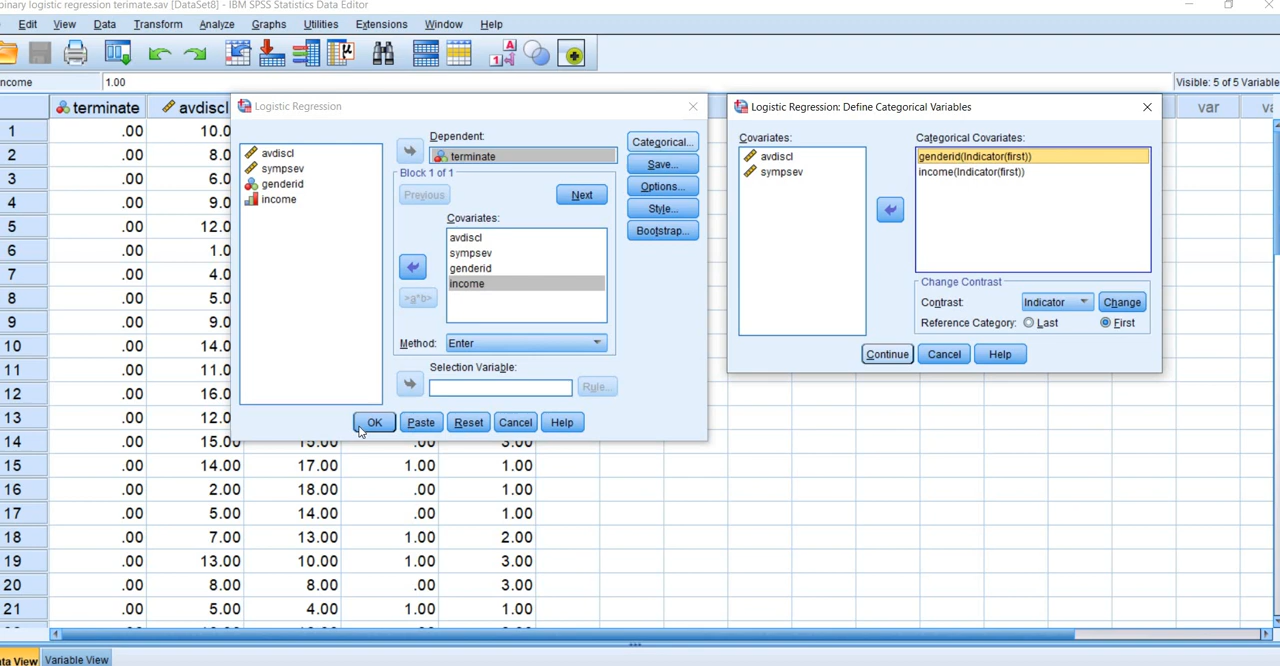 binary logistic regression terimate.sav [DataSet8] - IBM SPSS Statistics Data Editor
Edit View Data Transform Analyze Graphs Utilities Extensions Window Help
ncome 1.00 Visible: 5 of 5 Variable
terminate avdiscl var va
1 .00 10.0
2 .00 8.0
3 .00 6.0
4 .00 9.0
5 .00 12.0
6 .00 1.0
7 .00 4.0
8 .00 5.0
9 .00 9.0
10 .00 14.0
11 .00 11.0
12 .00 16.0
13 .00 12.0
14 .00 15.00 15.00 .00 3.00
15 .00 14.00 17.00 1.00 1.00
16 .00 2.00 18.00 .00 1.00
17 .00 5.00 14.00 .00 1.00
18 .00 7.00 13.00 1.00 2.00
19 .00 13.00 10.00 1.00 3.00
20 .00 8.00 8.00 .00 3.00
21 .00 5.00 4.00 1.00 1.00
ata View Variable View
Logistic Regression
avdiscl
sympsev
genderid
income
Dependent:
terminate
Block 1 of 1
Previous Next
Covariates:
avdiscl
sympsev
genderid
income
>a*b>
Method: Enter
Selection Variable:
Rule...
Categorical...
Save...
Options...
Style...
Bootstrap...
OK Paste Reset Cancel Help
Logistic Regression: Define Categorical Variables
Covariates:
avdiscl
sympsev
Categorical Covariates:
genderid(Indicator(first))
income(Indicator(first))
Change Contrast
Contrast: Indicator Change
Reference Category: Last First
Continue Cancel Help